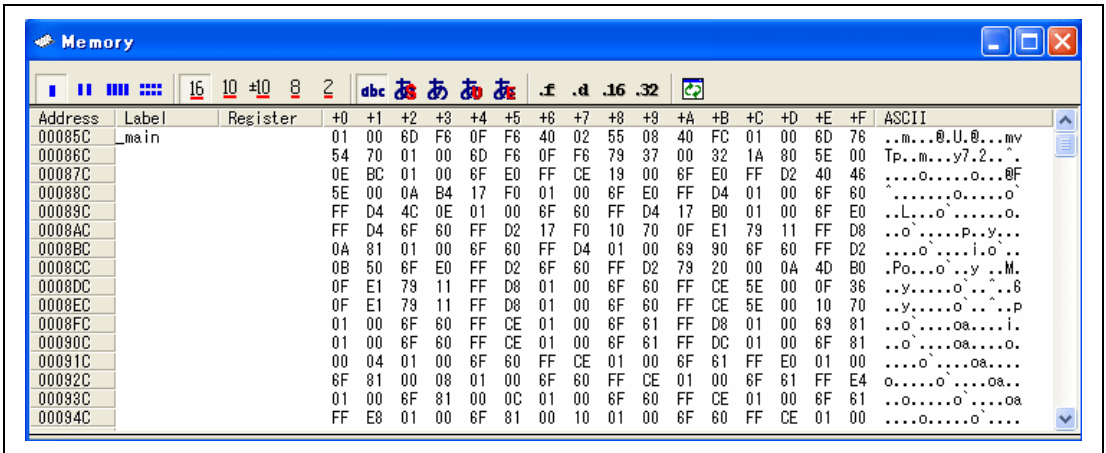 Memory
16 10 ±10 8 2 abc あS あ あD あE .f .d .16 .32
Address Label Register +0 +1 +2 +3 +4 +5 +6 +7 +8 +9 +A +B +C +D +E +F ASCII
00085C _main 01 00 6D F6 0F F6 40 02 55 08 40 FC 01 00 6D 76 ..m...@.U.@...mv
00086C 54 70 01 00 6D F6 0F F6 79 37 00 32 1A 80 5E 00 Tp..m...y7.2..^.
00087C 0E BC 01 00 6F E0 FF CE 19 00 6F E0 FF D2 40 46 ....o.....o...@F
00088C 5E 00 0A B4 17 F0 01 00 6F E0 FF D4 01 00 6F 60 ^.......o.....o`
00089C FF D4 4C 0E 01 00 6F 60 FF D4 17 B0 01 00 6F E0 ..L...o`......o.
0008AC FF D4 6F 60 FF D2 17 F0 10 70 0F E1 79 11 FF D8 ..o`.....p..y...
0008BC 0A 81 01 00 6F 60 FF D4 01 00 69 90 6F 60 FF D2 ....o`....i.o`..
0008CC 0B 50 6F E0 FF D2 6F 60 FF D2 79 20 00 0A 4D B0 .Po...o`..y ..M.
0008DC 0F E1 79 11 FF D8 01 00 6F 60 FF CE 5E 00 0F 36 ..y.....o`..^..6
0008EC 0F E1 79 11 FF D8 01 00 6F 60 FF CE 5E 00 10 70 ..y.....o`..^..p
0008FC 01 00 6F 60 FF CE 01 00 6F 61 FF D8 01 00 69 81 ..o`....oa....i.
00090C 01 00 6F 60 FF CE 01 00 6F 61 FF DC 01 00 6F 81 ..o`....oa....o.
00091C 00 04 01 00 6F 60 FF CE 01 00 6F 61 FF E0 01 00 ....o`....oa....
00092C 6F 81 00 08 01 00 6F 60 FF CE 01 00 6F 61 FF E4 o.....o`....oa..
00093C 01 00 6F 81 00 0C 01 00 6F 60 FF CE 01 00 6F 61 ..o.....o`....oa
00094C FF E8 01 00 6F 81 00 10 01 00 6F 60 FF CE 01 00 ....o.....o`....